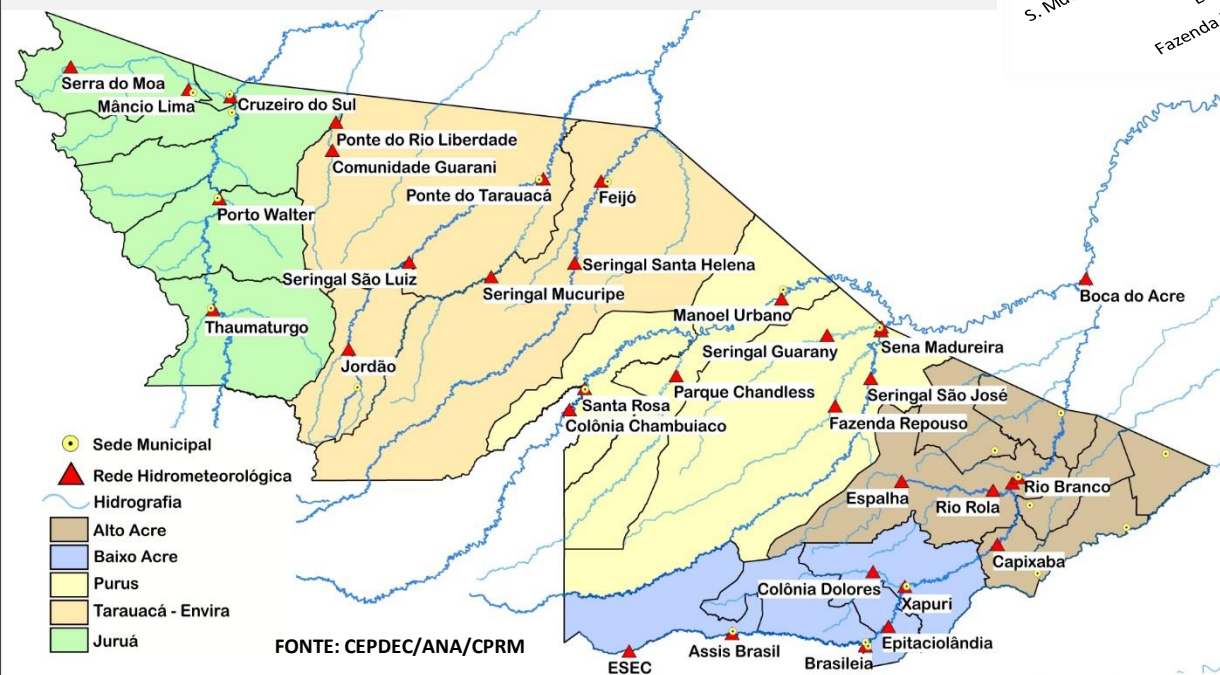 S. Mu
Fazenda
Serra do Moa
Mâncio Lima
Cruzeiro do Sul
Ponte do Rio Liberdade
Comunidade Guarani
Ponte do Tarauacá
Feijó
Porto Walter
Seringal São Luiz
Seringal Santa Helena
Seringal Mucuripe
Thaumaturgo
Manoel Urbano
Boca do Acre
Jordão
Seringal Guarany
Sena Madureira
Parque Chandless
Seringal São José
Santa Rosa
Fazenda Repouso
Colônia Chambuiaco
Espalha
Rio Rola
Rio Branco
Capixaba
Colônia Dolores
Xapuri
Epitaciolândia
Assis Brasil
Brasileia
ESEC
Sede Municipal
Rede Hidrometeorológica
Hidrografia
Alto Acre
Baixo Acre
Purus
Tarauacá - Envira
Juruá
FONTE: CEPDEC/ANA/CPRM